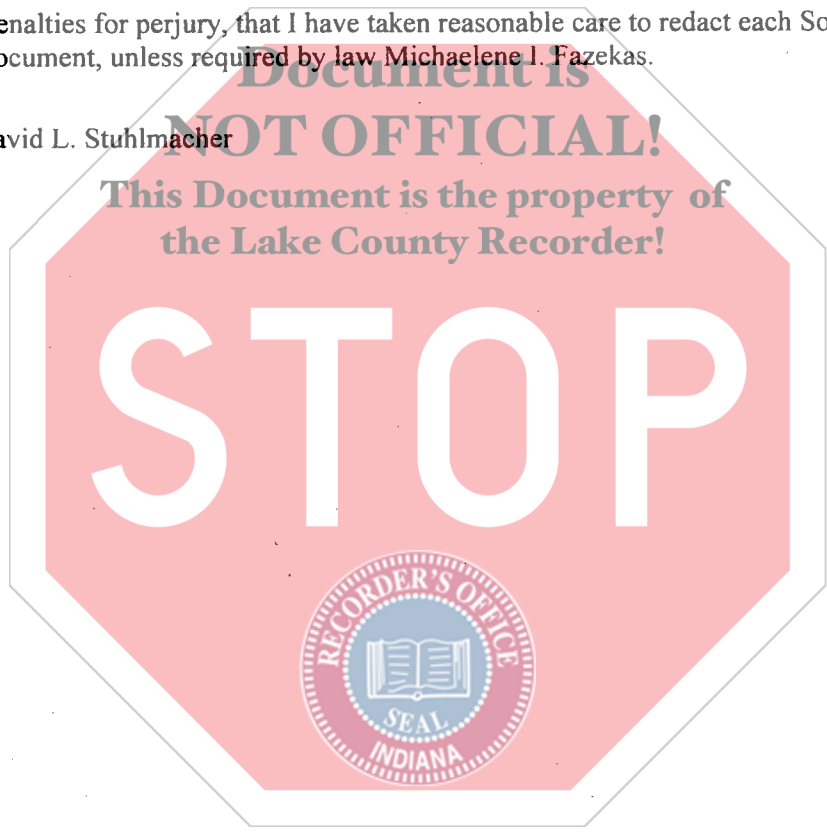 enalties for perjury, that I have taken reasonable care to redact each So
ocument, unless required by law Michaelene I. Fazekas.
Document is
avid L. Stuhlmacher
NOT OFFICIAL!
This Document is the property of
the Lake County Recorder!
STOP
RECORDER'S OFFICE
SEAL
INDIANA